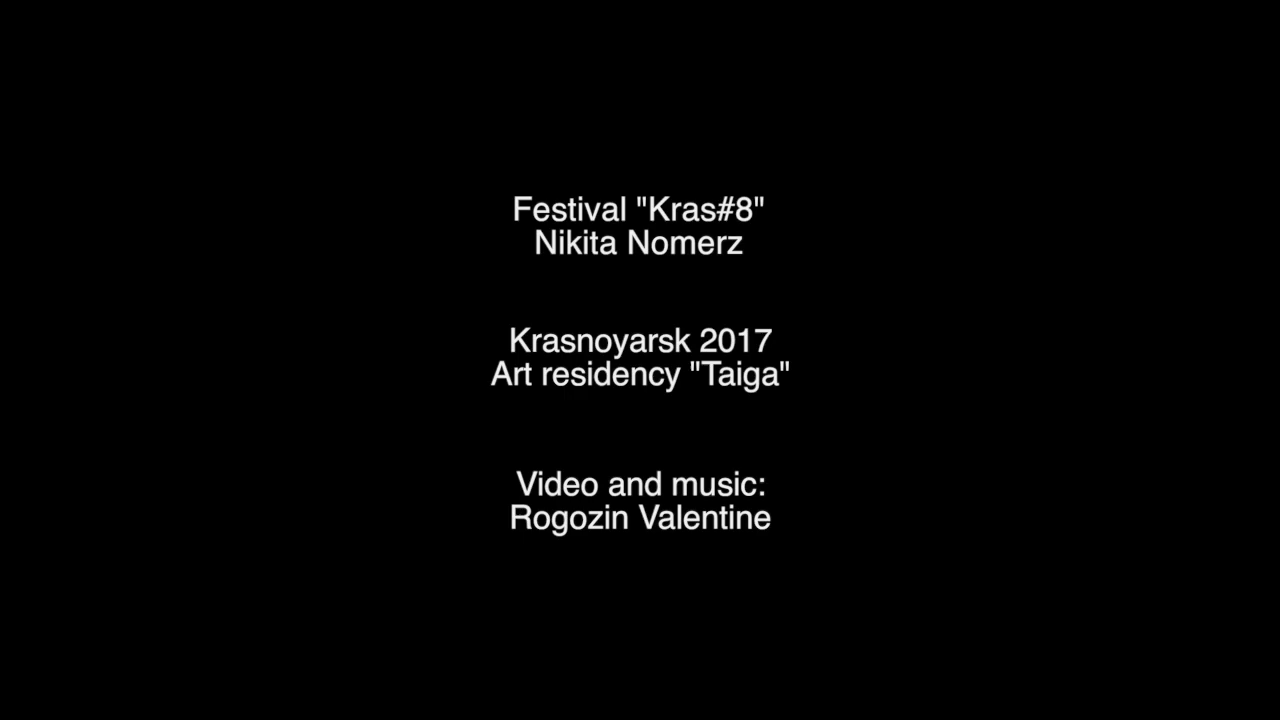 Festival "Kras#8"
Nikita Nomerz
Krasnoyarsk 2017
Art residency "Taiga"
Video and music:
Rogozin Valentine